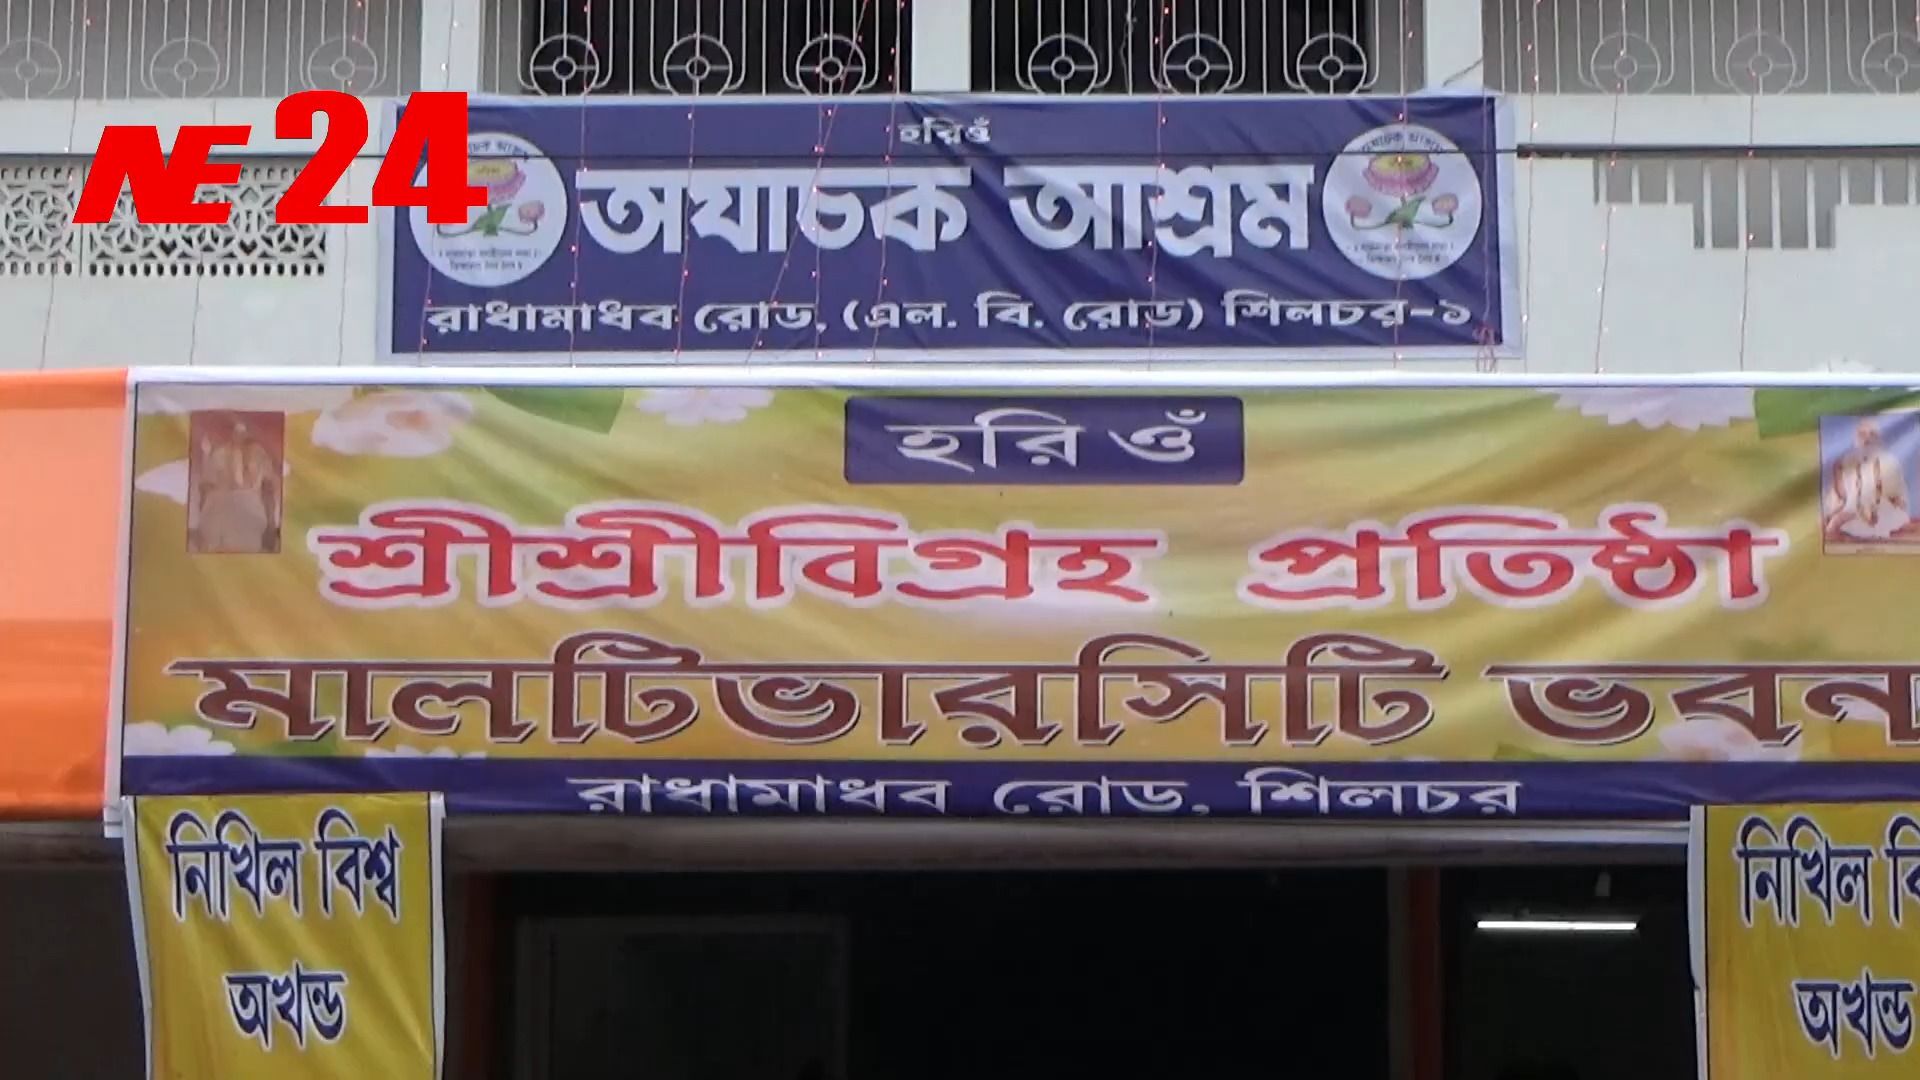 NE 24
হরিওঁ
অযাচক আশ্রম
রাধামাধব রোড, (এল. বি. রোড) শিলচর-১
হরি ওঁ
শ্রীশ্রীবিগ্রহ প্রতিষ্ঠা
মালটিভারসিটি ভবন
রাধামাধব রোড, শিলচর
নিখিল বিশ্ব
অখন্ড
নিখিল
অখন্ড